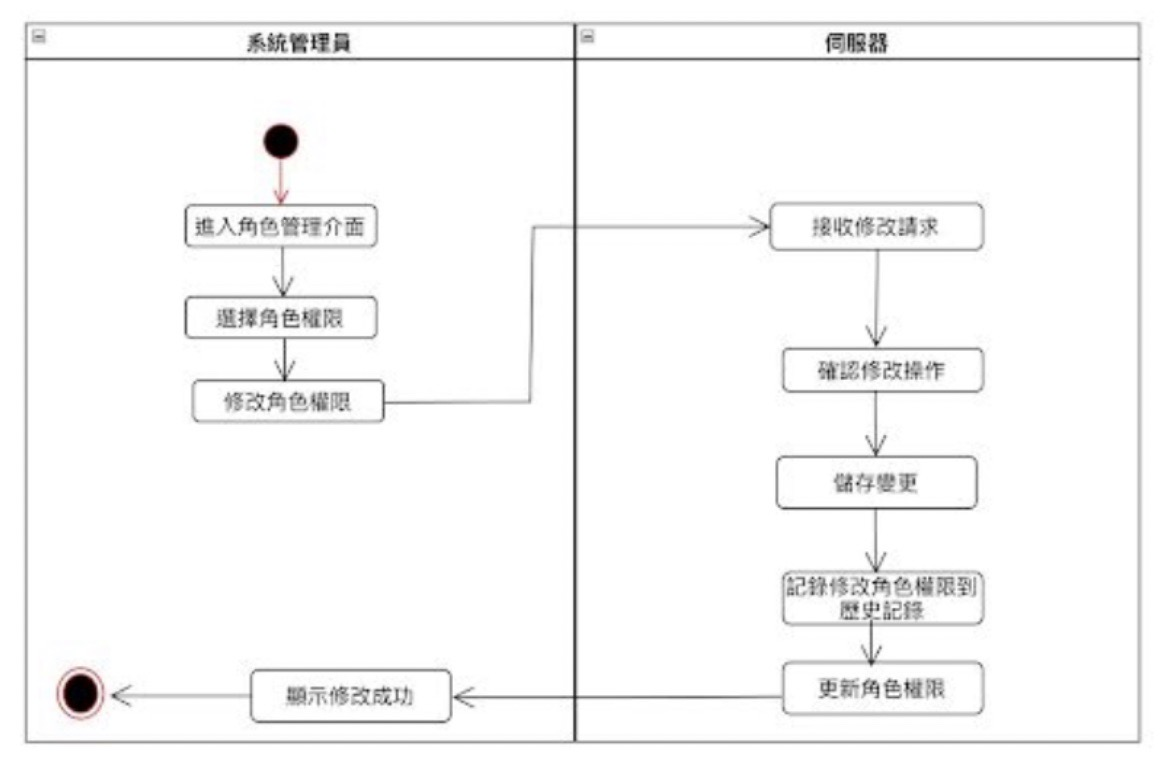 系統管理員
伺服器
進入角色管理介面
選擇角色權限
修改角色權限
接收修改請求
確認修改操作
儲存變更
記錄修改角色權限到
歷史記錄
更新角色權限
顯示修改成功